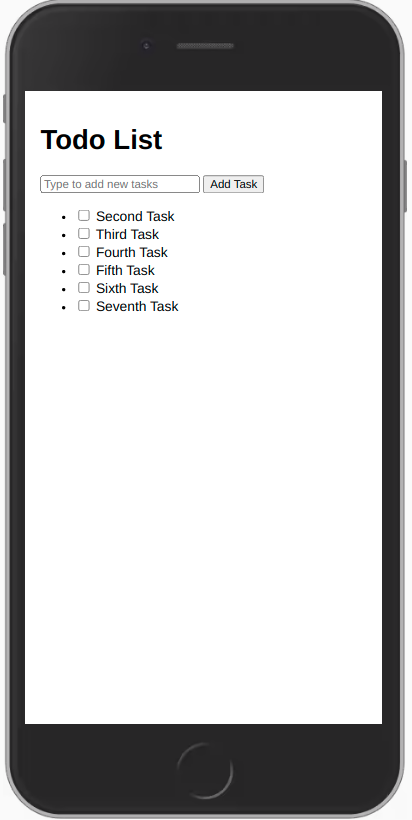 Todo List
Type to add new tasks Add Task
Second Task
Third Task
Fourth Task
Fifth Task
Sixth Task
Seventh Task